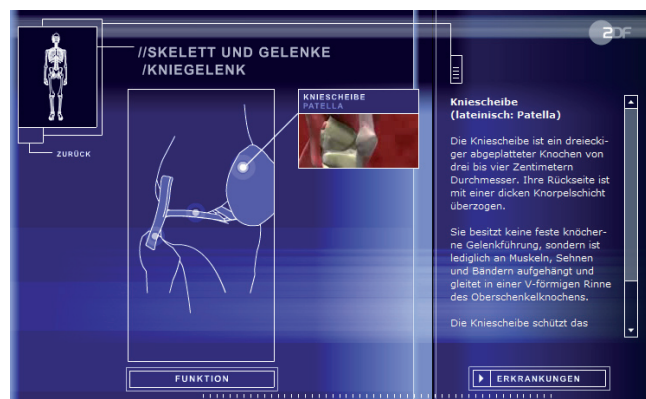 2DF
//SKELETT UND GELENKE
/KNIEGELENK
ZURÜCK
KNIESCHEIBE
PATELLA
FUNKTION
Kniescheibe
(lateinisch: Patella)
Die Kniescheibe ist ein dreiecki-
ger abgeplatteter Knochen von
drei bis vier Zentimetern
Durchmesser. Ihre Rückseite ist
mit einer dicken Knorpelschicht
überzogen.
Sie besitzt keine feste knöcher-
ne Gelenkführung, sondern ist
lediglich an Muskeln, Sehnen
und Bändern aufgehängt und
gleitet in einer V-förmigen Rinne
des Oberschenkelknochens.
Die Kniescheibe schützt das
ERKRANKUNGEN